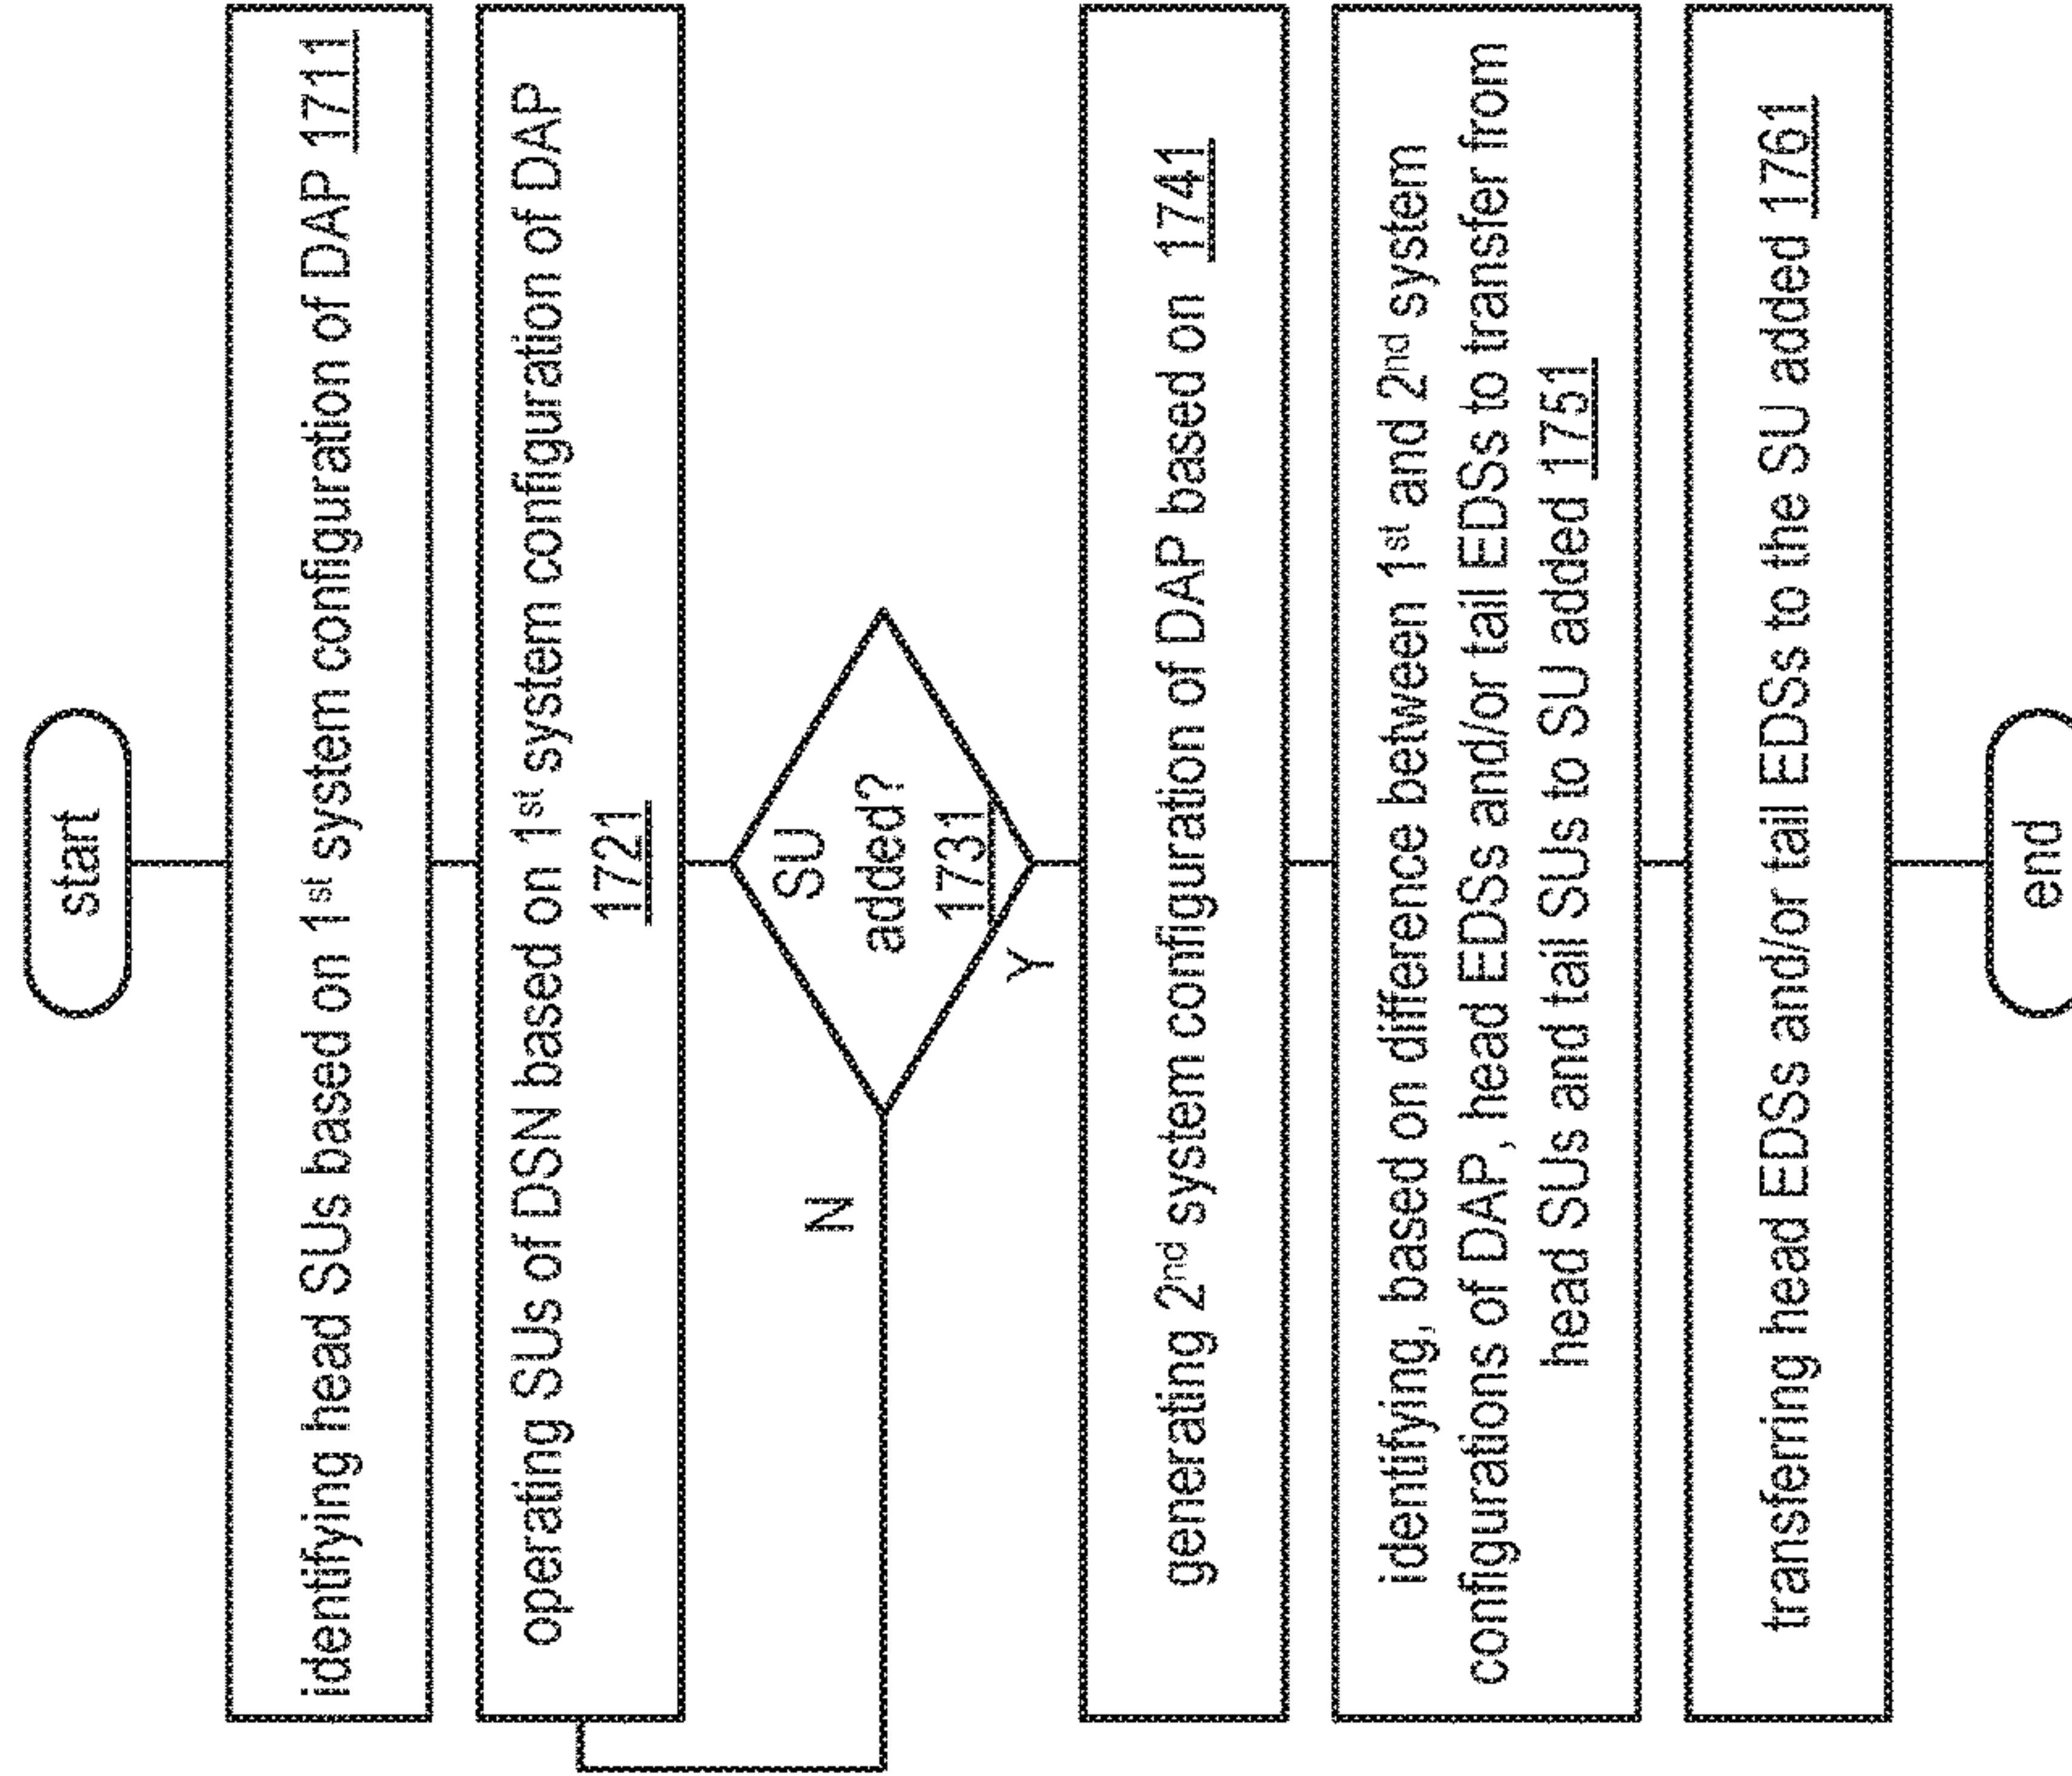 start
identifying head SUs based on 1st system configuration of DAP 1711
operating SUs of DSN based on 1st system configuration of DAP
1721
SU
added?
1731
N
Y
generating 2nd system configuration of DAP based on 1741
identifying, based on difference between 1st and 2nd system
configurations of DAP, head EDSs and/or tail EDSs to transfer from
head SUs and tail SUs to SU added 1751
transferring head EDSs and/or tail EDSs to the SU added 1761
end